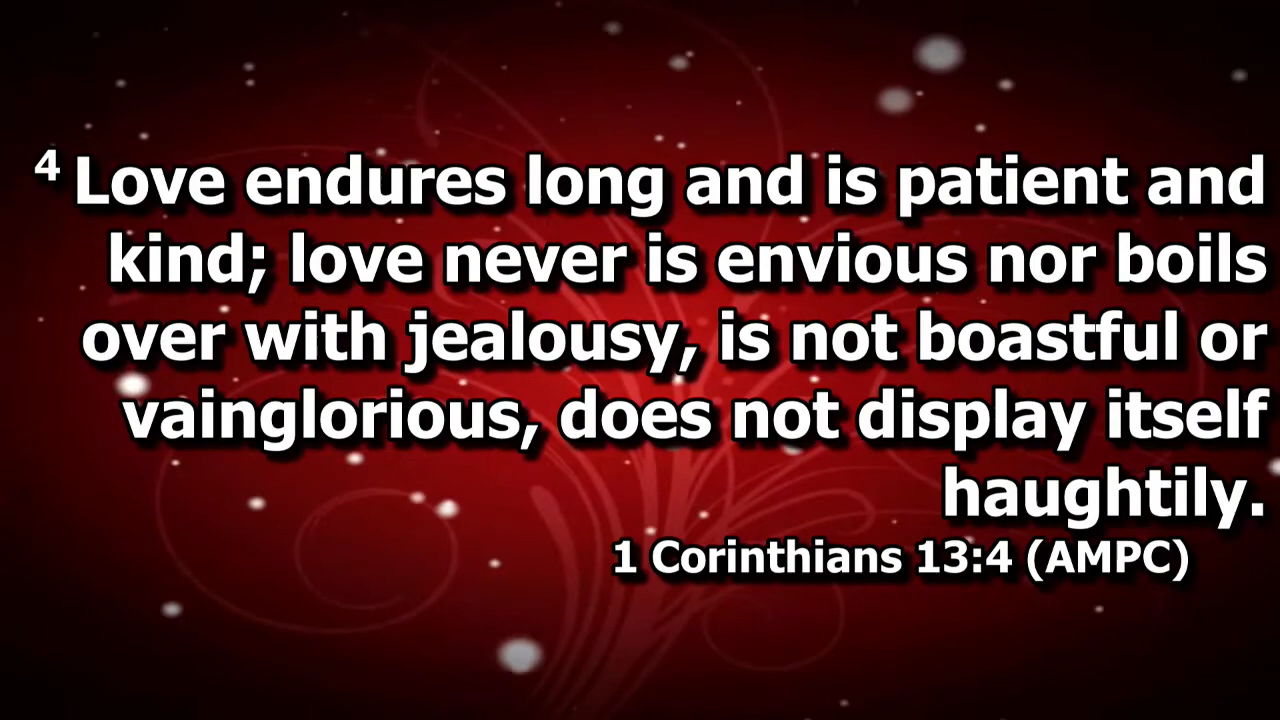 4 Love endures long and is patient and
kind; love never is envious nor boils
over with jealousy, is not boastful or
vainglorious, does not display itself
haughtily.
1 Corinthians 13:4 (AMPC)